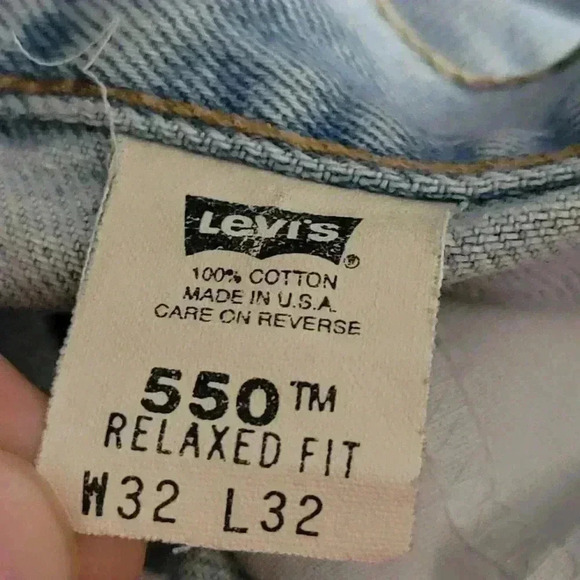 Levi's ®
100% COTTON
MADE IN U.S.A.
CARE ON REVERSE
550™
RELAXED FIT
W32 L32